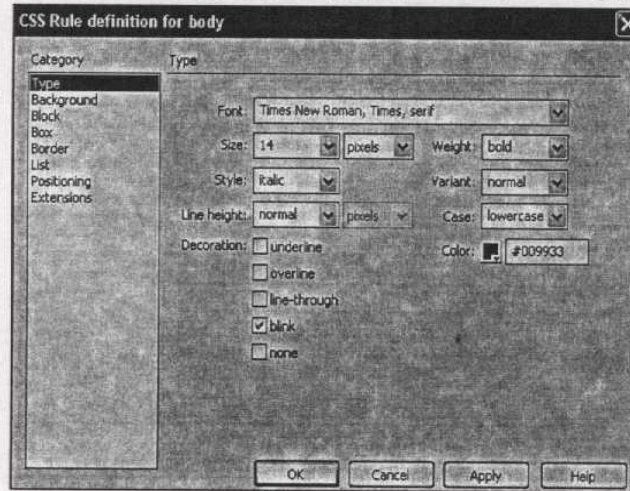 CSS Rule definition for body
Category
Type
Type
Background
Block
Box
Border
List
Positioning
Extensions
Font: Times New Roman, Times, serif
Size: 14 pixels Weight: bold
Style: italic Variant: normal
Line height: normal pixels Case: lowercase
Decoration: underline Color: #009933
overline
line-through
blink
none
OK Cancel Apply Help